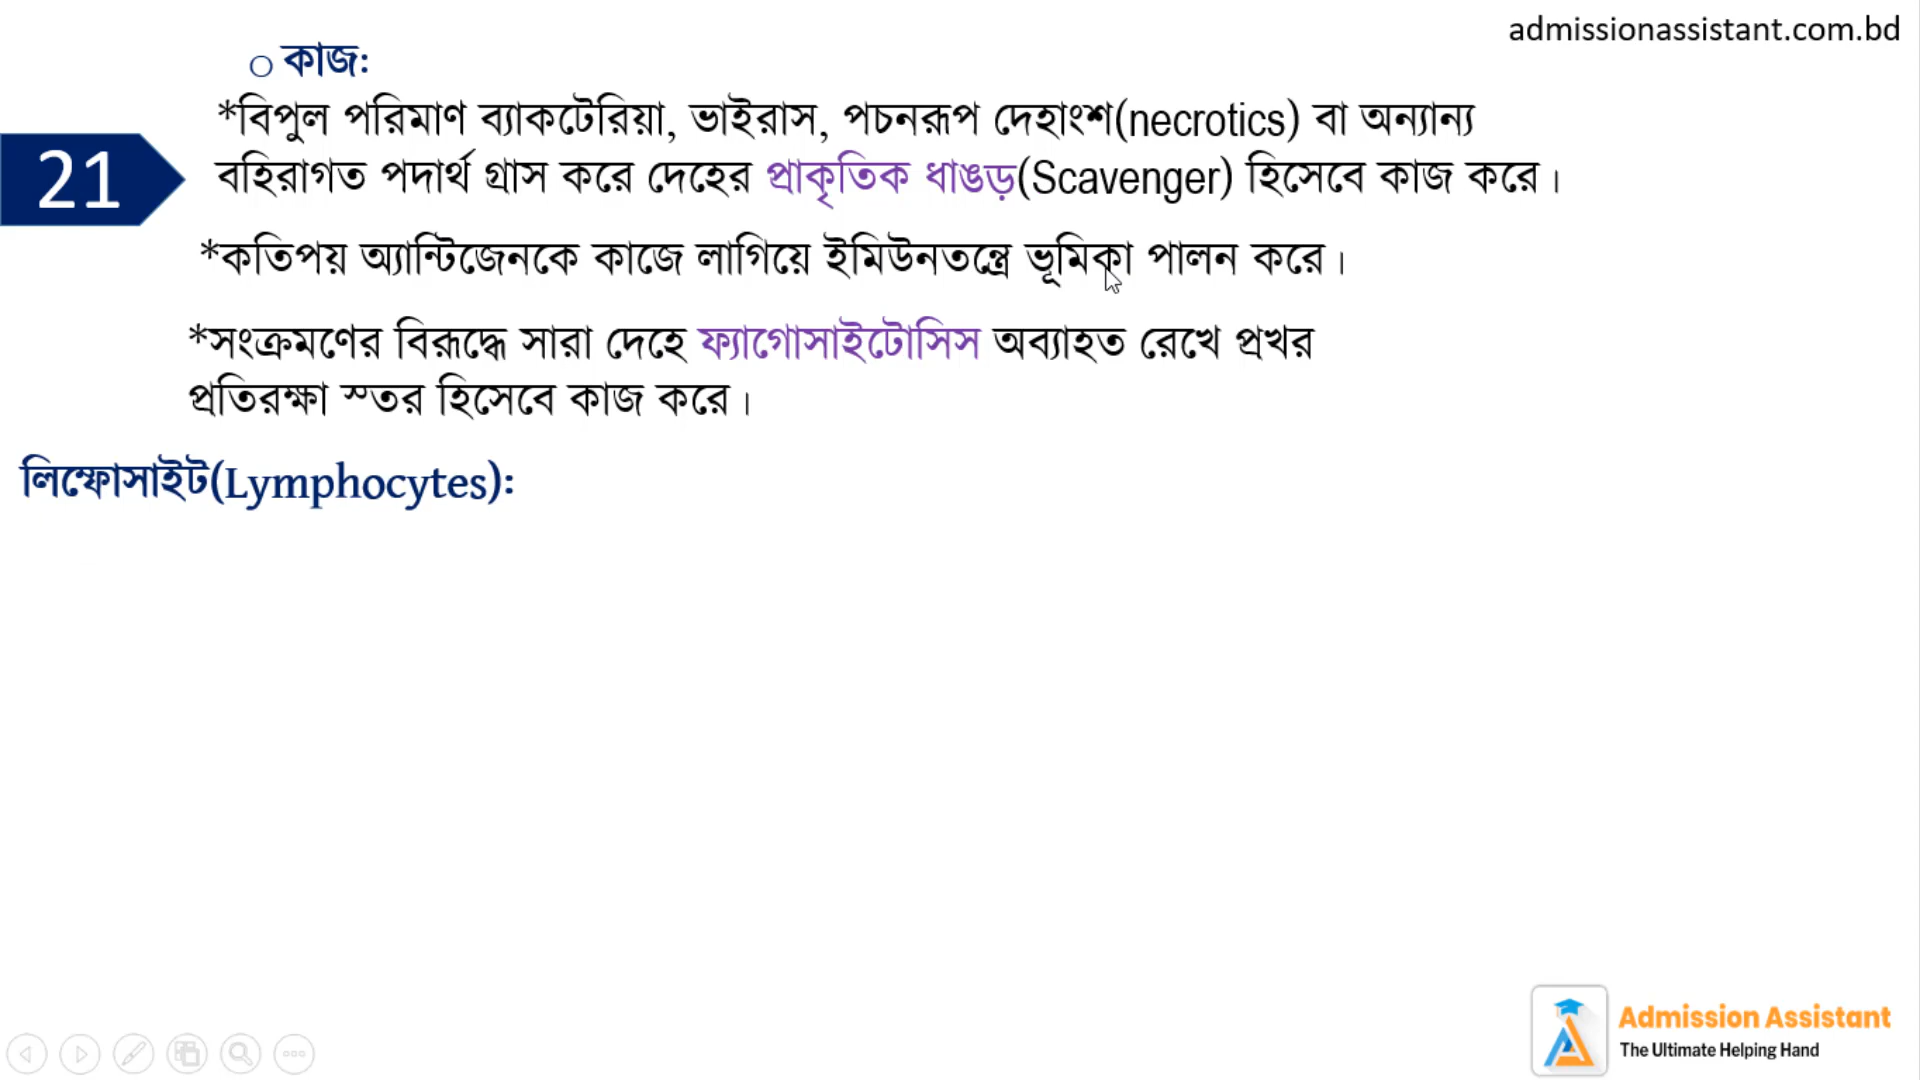 admissionassistant.com.bd
কাজ:
*বিপুল পরিমাণ ব্যাকটেরিয়া, ভাইরাস, পচনরূপ দেহাংশ(necrotics) বা অন্যান্য
21
বহিরাগত পদার্থ গ্রাস করে দেহের প্রাকৃতিক ধাঙড়(Scavenger) হিসেবে কাজ করে।
*কতিপয় অ্যান্টিজেনকে কাজে লাগিয়ে ইমিউনতন্ত্রে ভূমিকা পালন করে।
*সংক্রমণের বিরূদ্ধে সারা দেহে ফ্যাগোসাইটোসিস অব্যাহত রেখে প্রখর
প্রতিরক্ষা স্তর হিসেবে কাজ করে।
লিম্ফোসাইট(Lymphocytes):
Admission Assistant
The Ultimate Helping Hand